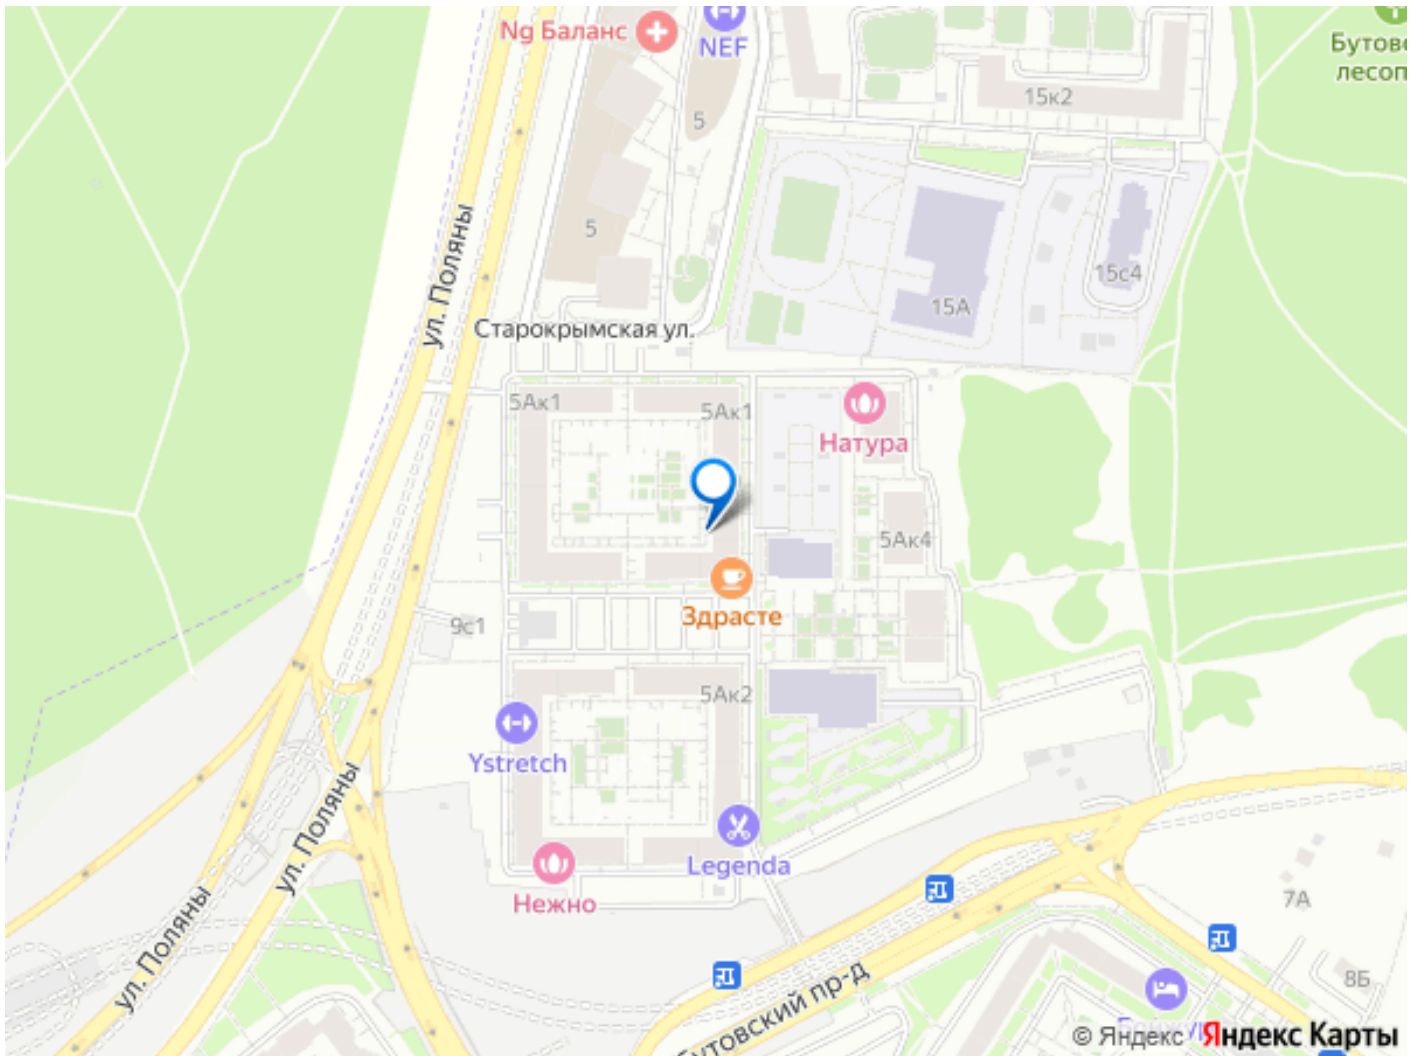 Ng Баланс
NEF
Бутово
лесоп
15к2
5
5
ул. Поляны
15А
15с4
Старокрымская ул.
5Ак1
5Ак1
Натура
5Ак4
Здрасте
9с1
5Ак2
Ystretch
ул. Поляны
Legenda
Нежно
ул. Поляны
7А
8Б
Бутовский пр-д
© Яндекс Яндекс Карты